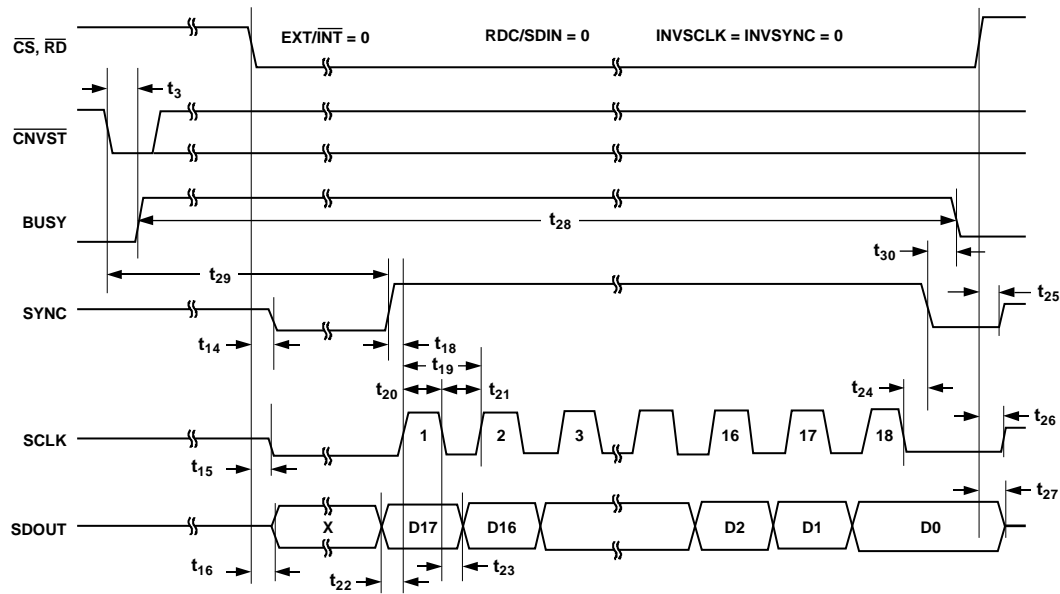 EXT/INT = 0 RDC/SDIN = 0 INVSCLK = INVSYNC = 0
CS, RD
t3
CNVST
BUSY
t28
t30
t29
t25
SYNC
t14
t18
t19
t20
t21
t24
t26
SCLK
1 2 3 16 17 18
t15
t27
SDOUT
X D17 D16 D2 D1 D0
t16
t22
t23